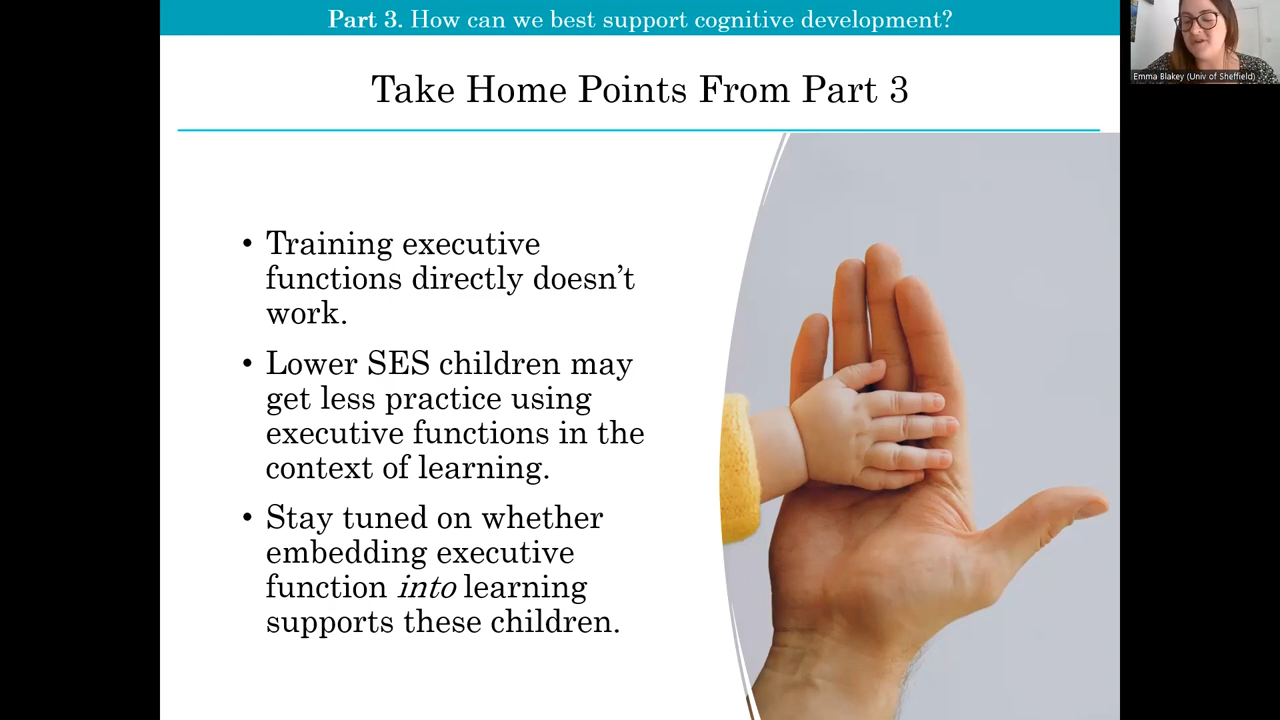 Part 3. How can we best support cognitive development?
Emma Blakey (Univ of Sheffield)
Take Home Points From Part 3
• Training executive
functions directly doesn’t
work.
• Lower SES children may
get less practice using
executive functions in the
context of learning.
• Stay tuned on whether
embedding executive
function into learning
supports these children.